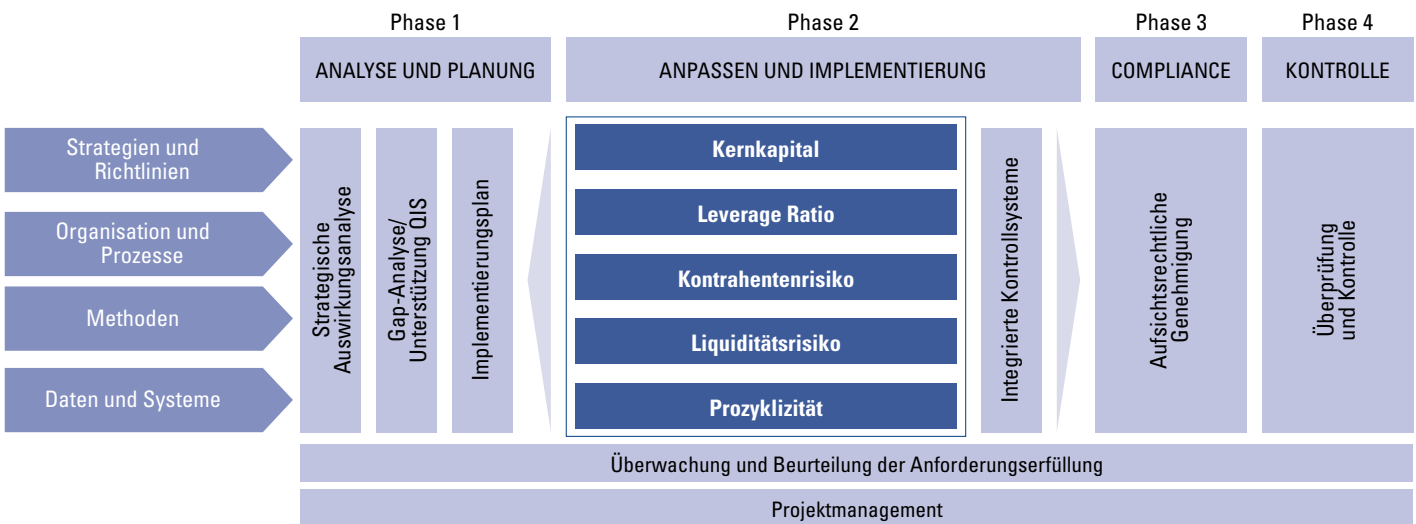 Phase 1
Phase 2
Phase 3
Phase 4
ANALYSE UND PLANUNG
ANPASSEN UND IMPLEMENTIERUNG
COMPLIANCE
KONTROLLE
Strategien und
Richtlinien
Organisation und
Prozesse
Methoden
Daten und Systeme
Strategische
Auswirkungsanalyse
Gap-Analyse/
Unterstützung QIS
Implementierungsplan
Kernkapital
Leverage Ratio
Kontrahentenrisiko
Liquiditätsrisiko
Prozyklizität
Integrierte Kontrollsysteme
Aufsichtsrechtliche
Genehmigung
Überprüfung
und Kontrolle
Überwachung und Beurteilung der Anforderungserfüllung
Projektmanagement